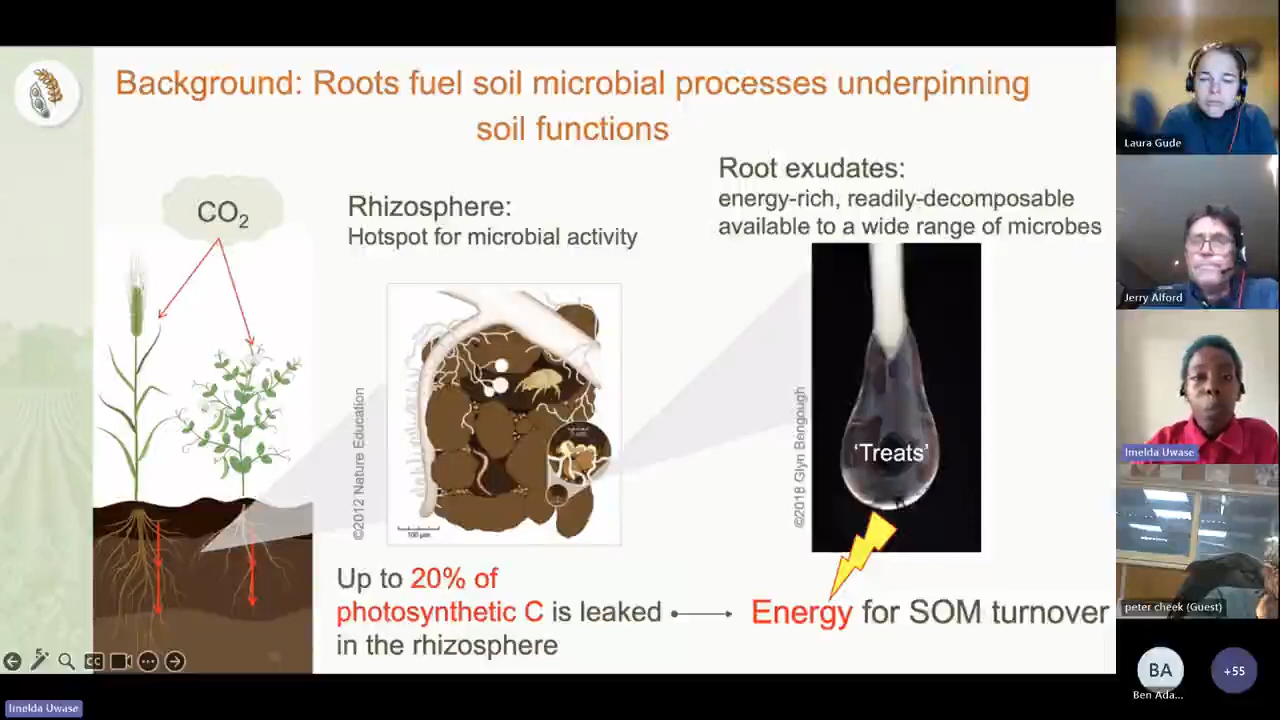 Background: Roots fuel soil microbial processes underpinning
soil functions
CO2
Rhizosphere:
Hotspot for microbial activity
Root exudates:
energy-rich, readily-decomposable
available to a wide range of microbes
©2012 Nature Education
100 µm
©2018 Glyn Bengough
'Treats'
Up to 20% of
photosynthetic C is leaked
in the rhizosphere
Energy for SOM turnover
CC
Imelda Uwase
Laura Gude
Jerry Alford
Imelda Uwase
peter cheek (Guest)
BA
Ben Ada...
+55